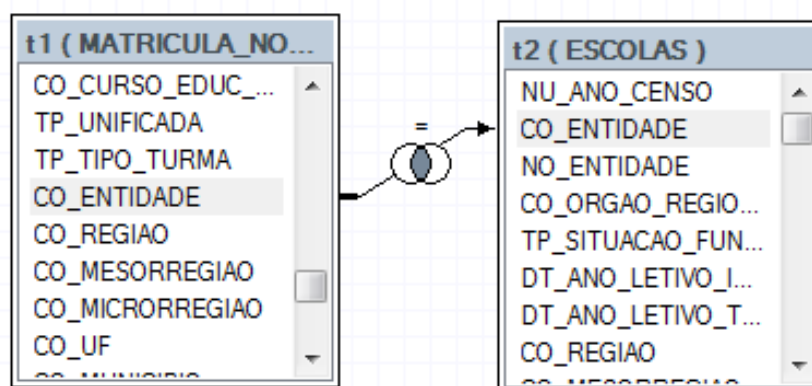 t1 ( MATRICULA_NO...
CO_CURSO_EDUC_...
TP_UNIFICADA
TP_TIPO_TURMA
CO_ENTIDADE
CO_REGIAO
CO_MESORREGIAO
CO_MICRORREGIAO
CO_UF
=
t2 ( ESCOLAS )
NU_ANO_CENSO
CO_ENTIDADE
NO_ENTIDADE
CO_ORGAO_REGIO...
TP_SITUACAO_FUN...
DT_ANO_LETIVO_I...
DT_ANO_LETIVO_T...
CO_REGIAO